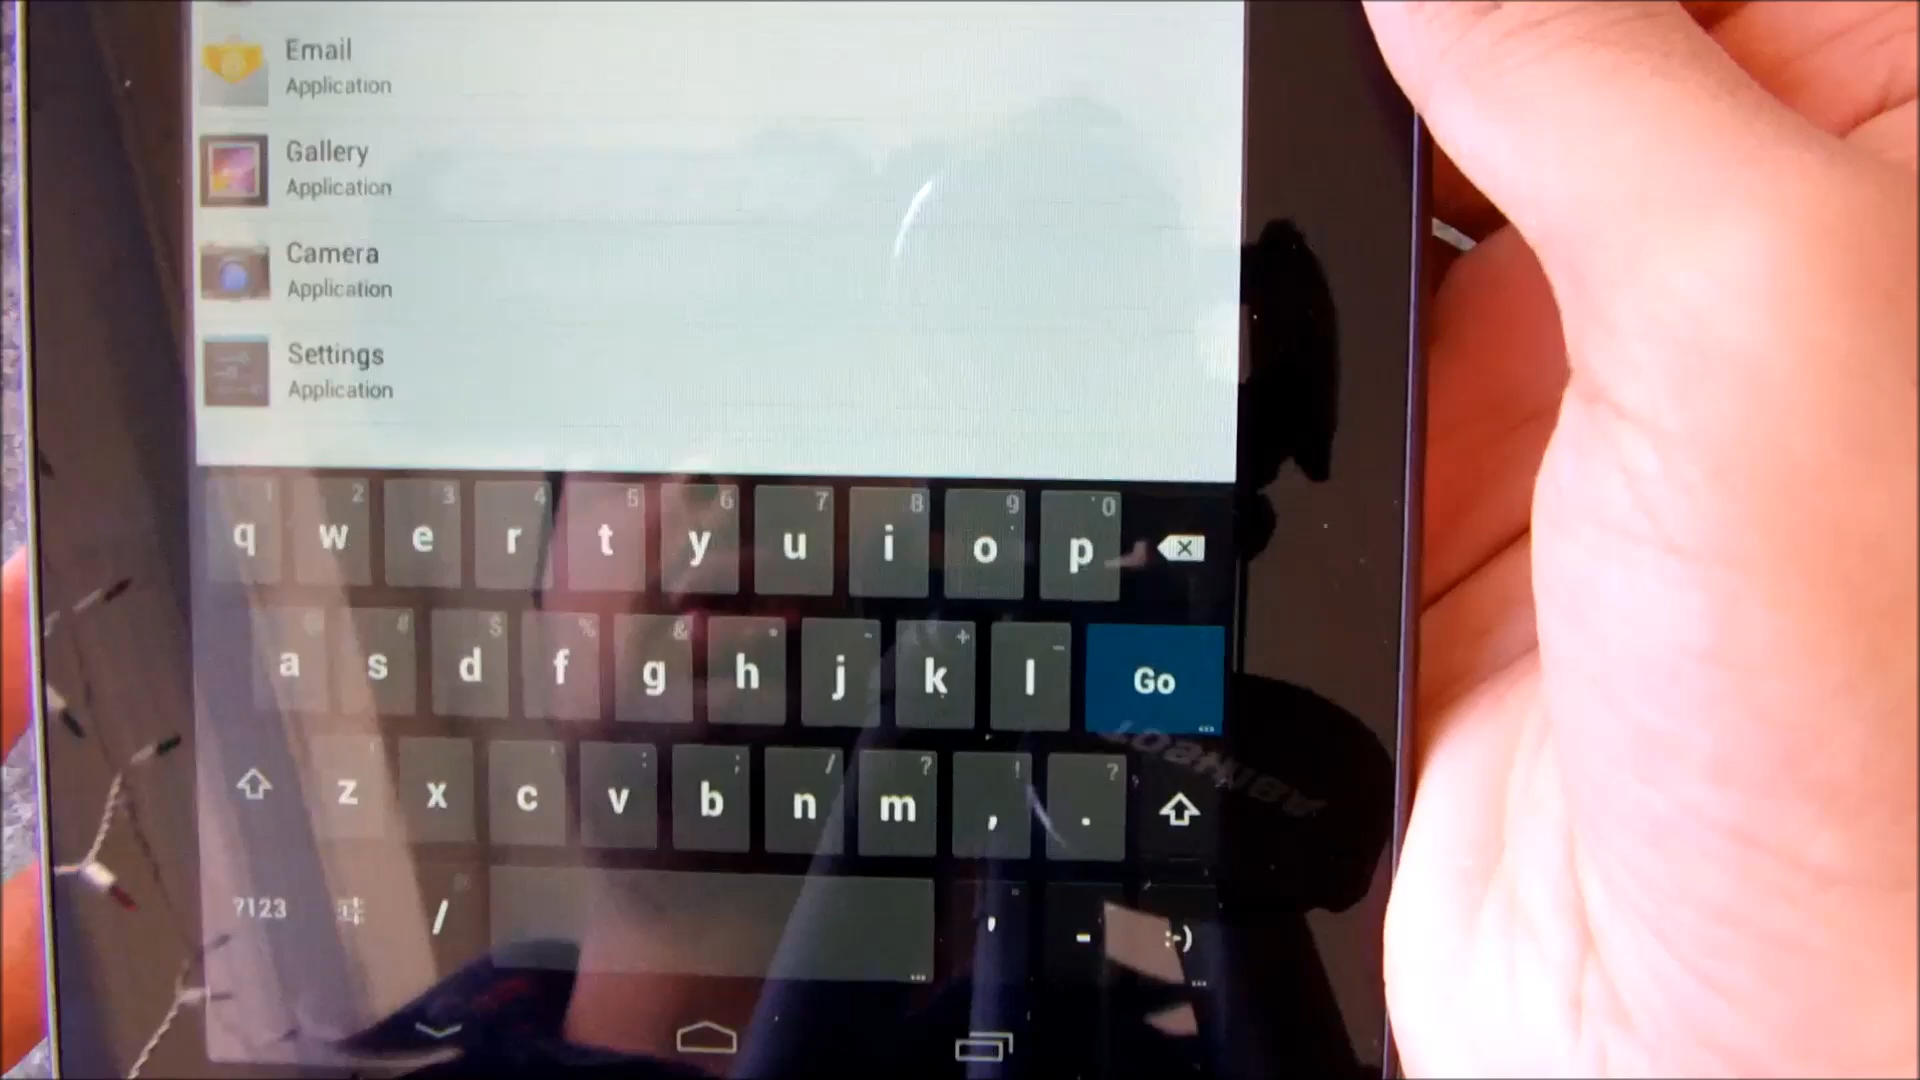 Email
Application
Gallery
Application
Camera
Application
Settings
Application
1 2 3 4 5 6 7 8 9 0
q w e r t y u i o p
@ # $ % & * - + _
a s d f g h j k l Go
z x c v b n m , .
: ; / ? ! ?
?123 / ' - :-)